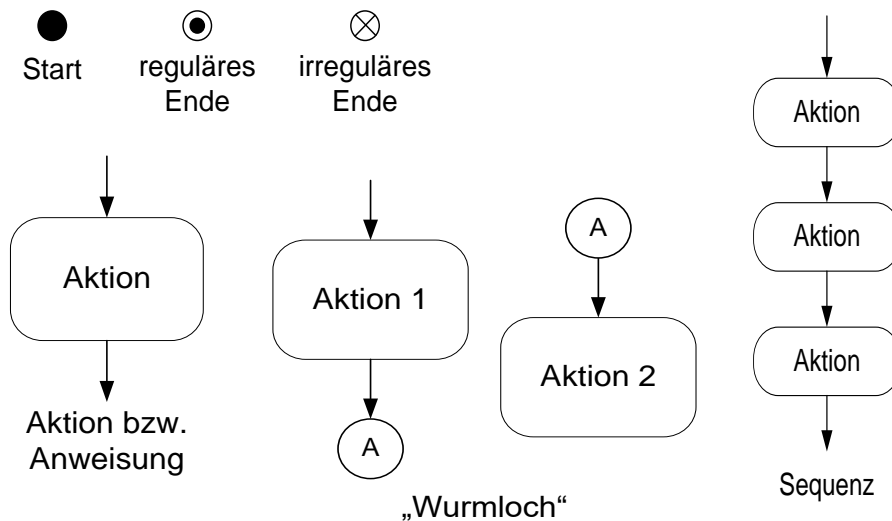 Start
reguläres
Ende
irreguläres
Ende
Aktion
Aktion bzw.
Anweisung
Aktion 1
A
A
Aktion 2
„Wurmloch“
Aktion
Aktion
Aktion
Sequenz